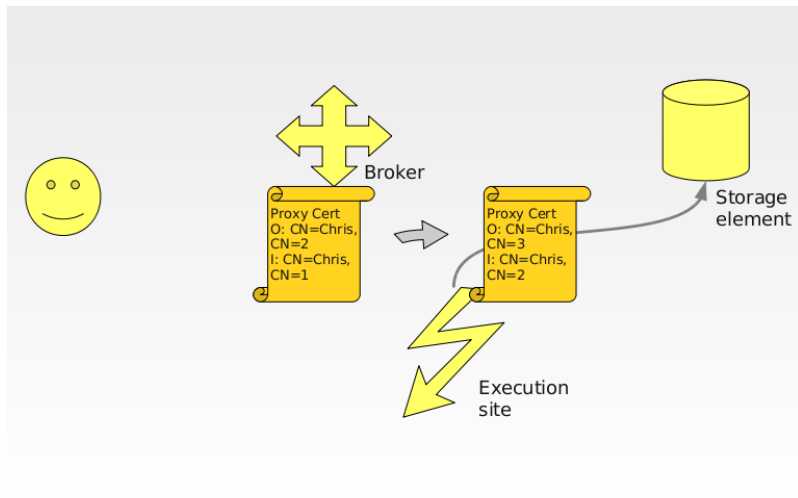 Broker
Proxy Cert
O: CN=Chris,
CN=2
I: CN=Chris,
CN=1
Proxy Cert
O: CN=Chris,
CN=3
I: CN=Chris,
CN=2
Storage
element
Execution
site